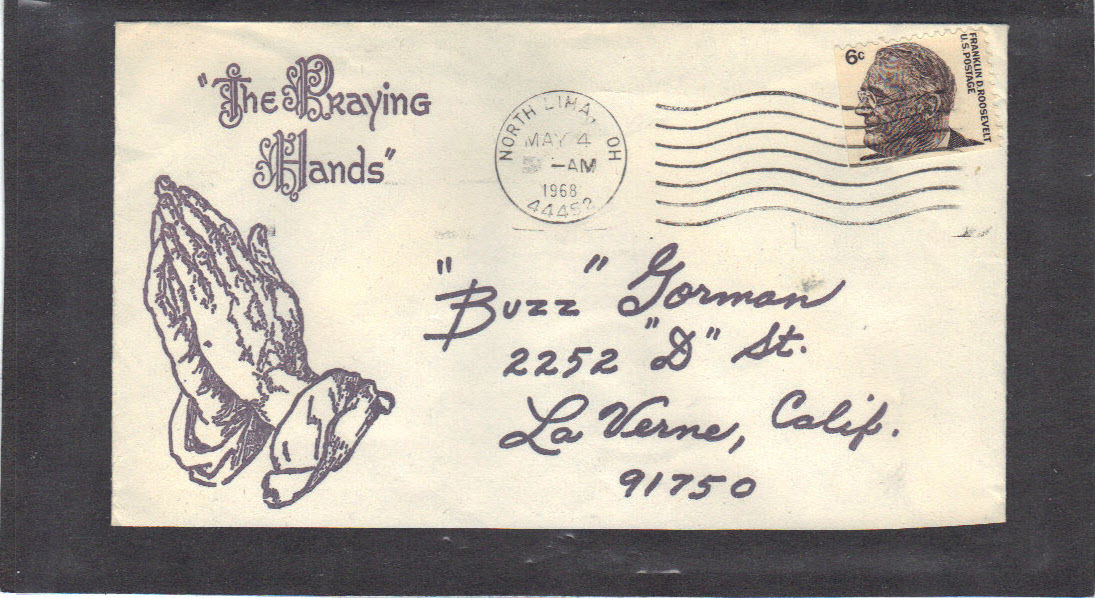 "The Praying
Hands"
NORTH LIMA, OH
MAY 4
-AM
1968
44452
6c
FRANKLIN D. ROOSEVELT
U.S. POSTAGE
"Buzz" Gorman
2252 "D" St.
La Verne, Calif.
91750